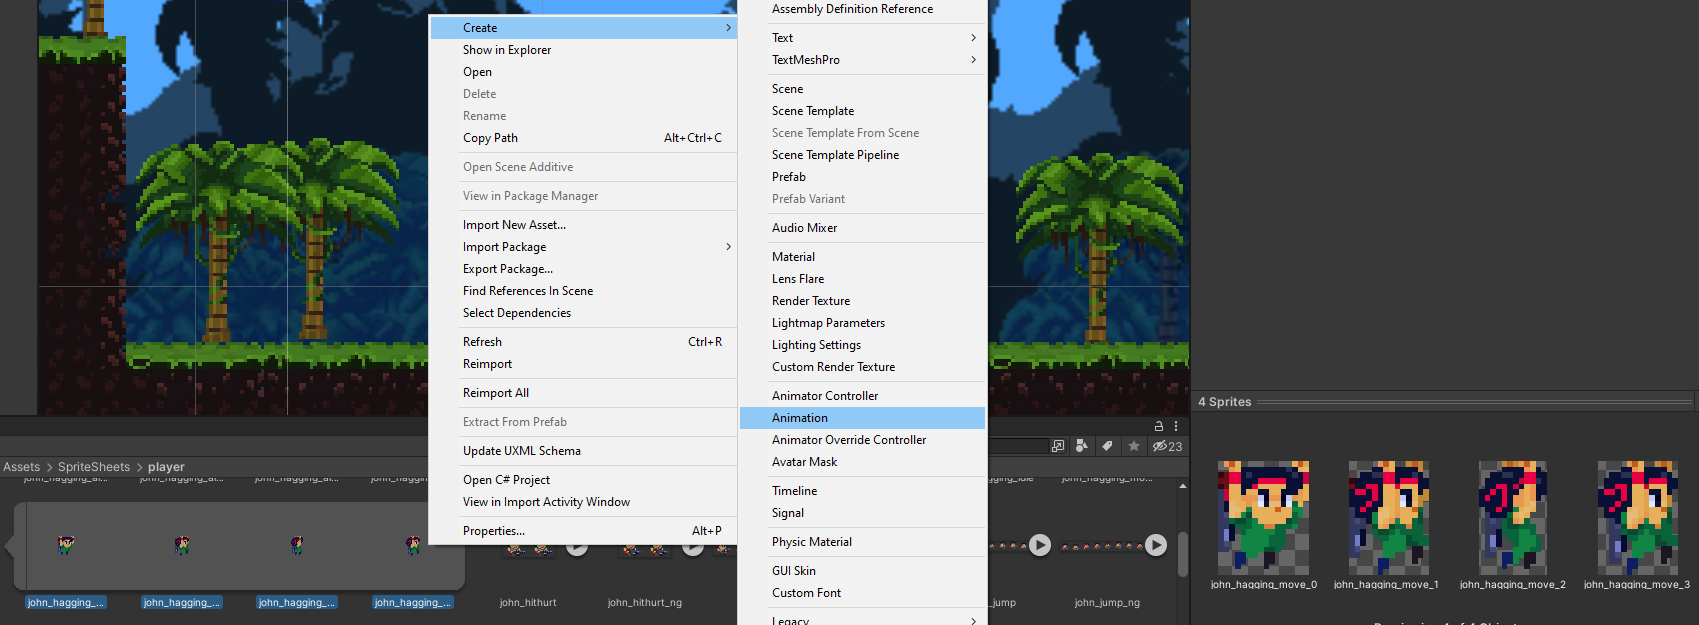 Create
Show in Explorer
Open
Delete
Rename
Copy Path Alt+Ctrl+C
Open Scene Additive
View in Package Manager
Import New Asset...
Import Package
Export Package...
Find References In Scene
Select Dependencies
Refresh Ctrl+R
Reimport
Reimport All
Extract From Prefab
Update UXML Schema
Open C# Project
View in Import Activity Window
Properties... Alt+P
Assembly Definition Reference
Text
TextMeshPro
Scene
Scene Template
Scene Template From Scene
Scene Template Pipeline
Prefab
Prefab Variant
Audio Mixer
Material
Lens Flare
Render Texture
Lightmap Parameters
Lighting Settings
Custom Render Texture
Animator Controller
Animation
Animator Override Controller
Avatar Mask
Timeline
Signal
Physic Material
GUI Skin
Custom Font
Legacy
23
Assets > SpriteSheets > player
john_hagging_...
john_hagging_...
john_hagging_...
john_hagging_...
john_hithurt
john_hithurt_ng
_jump
john_jump_ng
4 Sprites
john_hagging_move_0
john_hagging_move_1
john_hagging_move_2
john_hagging_move_3